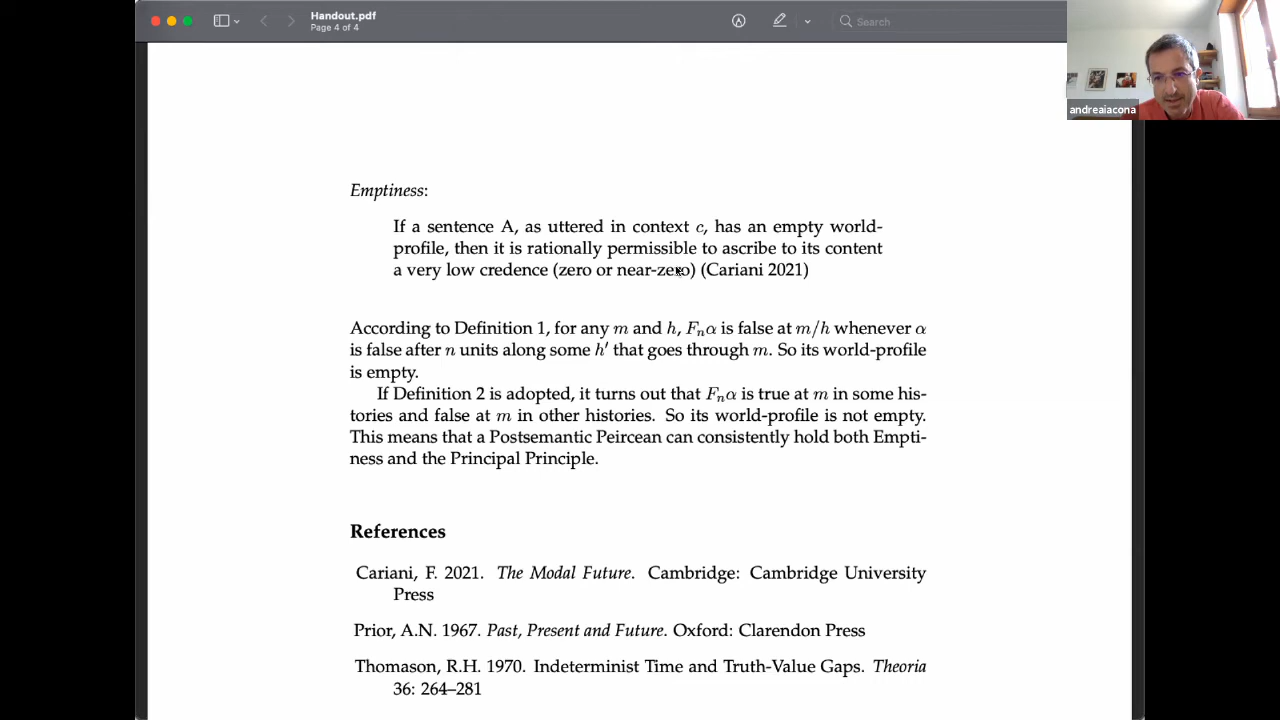 Handout.pdf
Page 4 of 4
Search
andreaiacona
Emptiness:
If a sentence A, as uttered in context c, has an empty world-
profile, then it is rationally permissible to ascribe to its content
a very low credence (zero or near-zero) (Cariani 2021)
According to Definition 1, for any m and h, Fₙα is false at m/h whenever α
is false after n units along some h′ that goes through m. So its world-profile
is empty.
If Definition 2 is adopted, it turns out that Fₙα is true at m in some his-
tories and false at m in other histories. So its world-profile is not empty.
This means that a Postsemantic Peircean can consistently hold both Empti-
ness and the Principal Principle.
References
Cariani, F. 2021. The Modal Future. Cambridge: Cambridge University
Press
Prior, A.N. 1967. Past, Present and Future. Oxford: Clarendon Press
Thomason, R.H. 1970. Indeterminist Time and Truth-Value Gaps. Theoria
36: 264–281